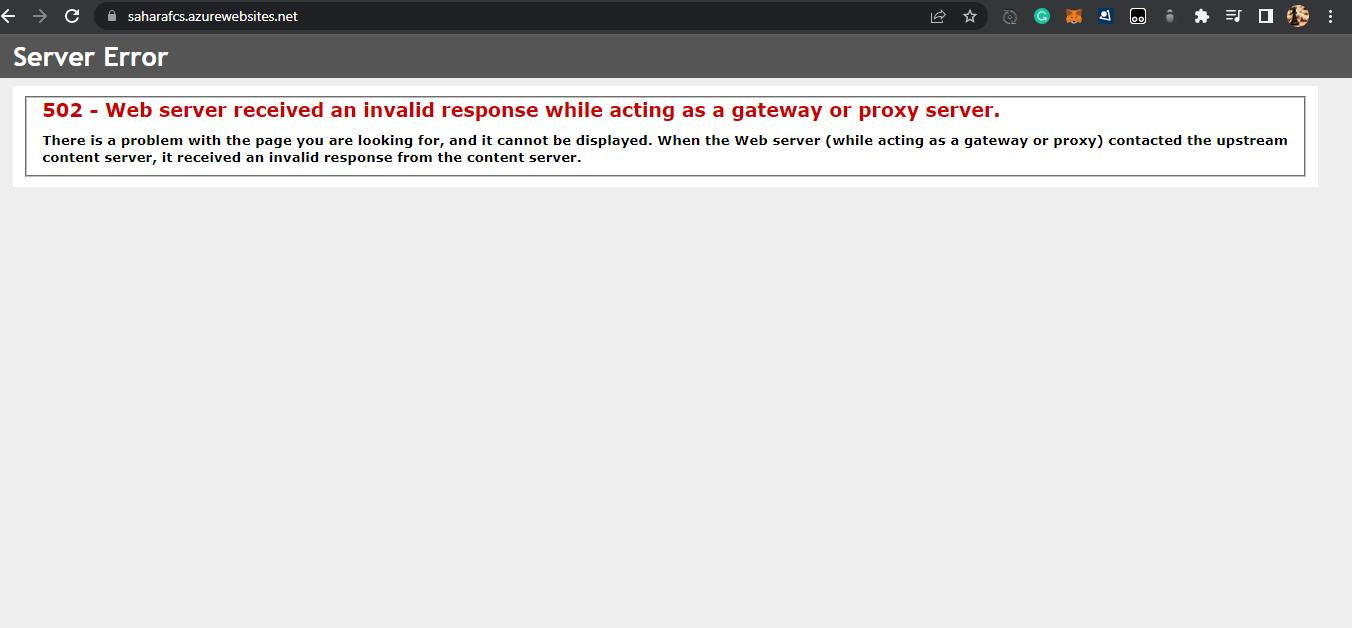 saharafcs.azurewebsites.net
Server Error
502 - Web server received an invalid response while acting as a gateway or proxy server.
There is a problem with the page you are looking for, and it cannot be displayed. When the Web server (while acting as a gateway or proxy) contacted the upstream
content server, it received an invalid response from the content server.